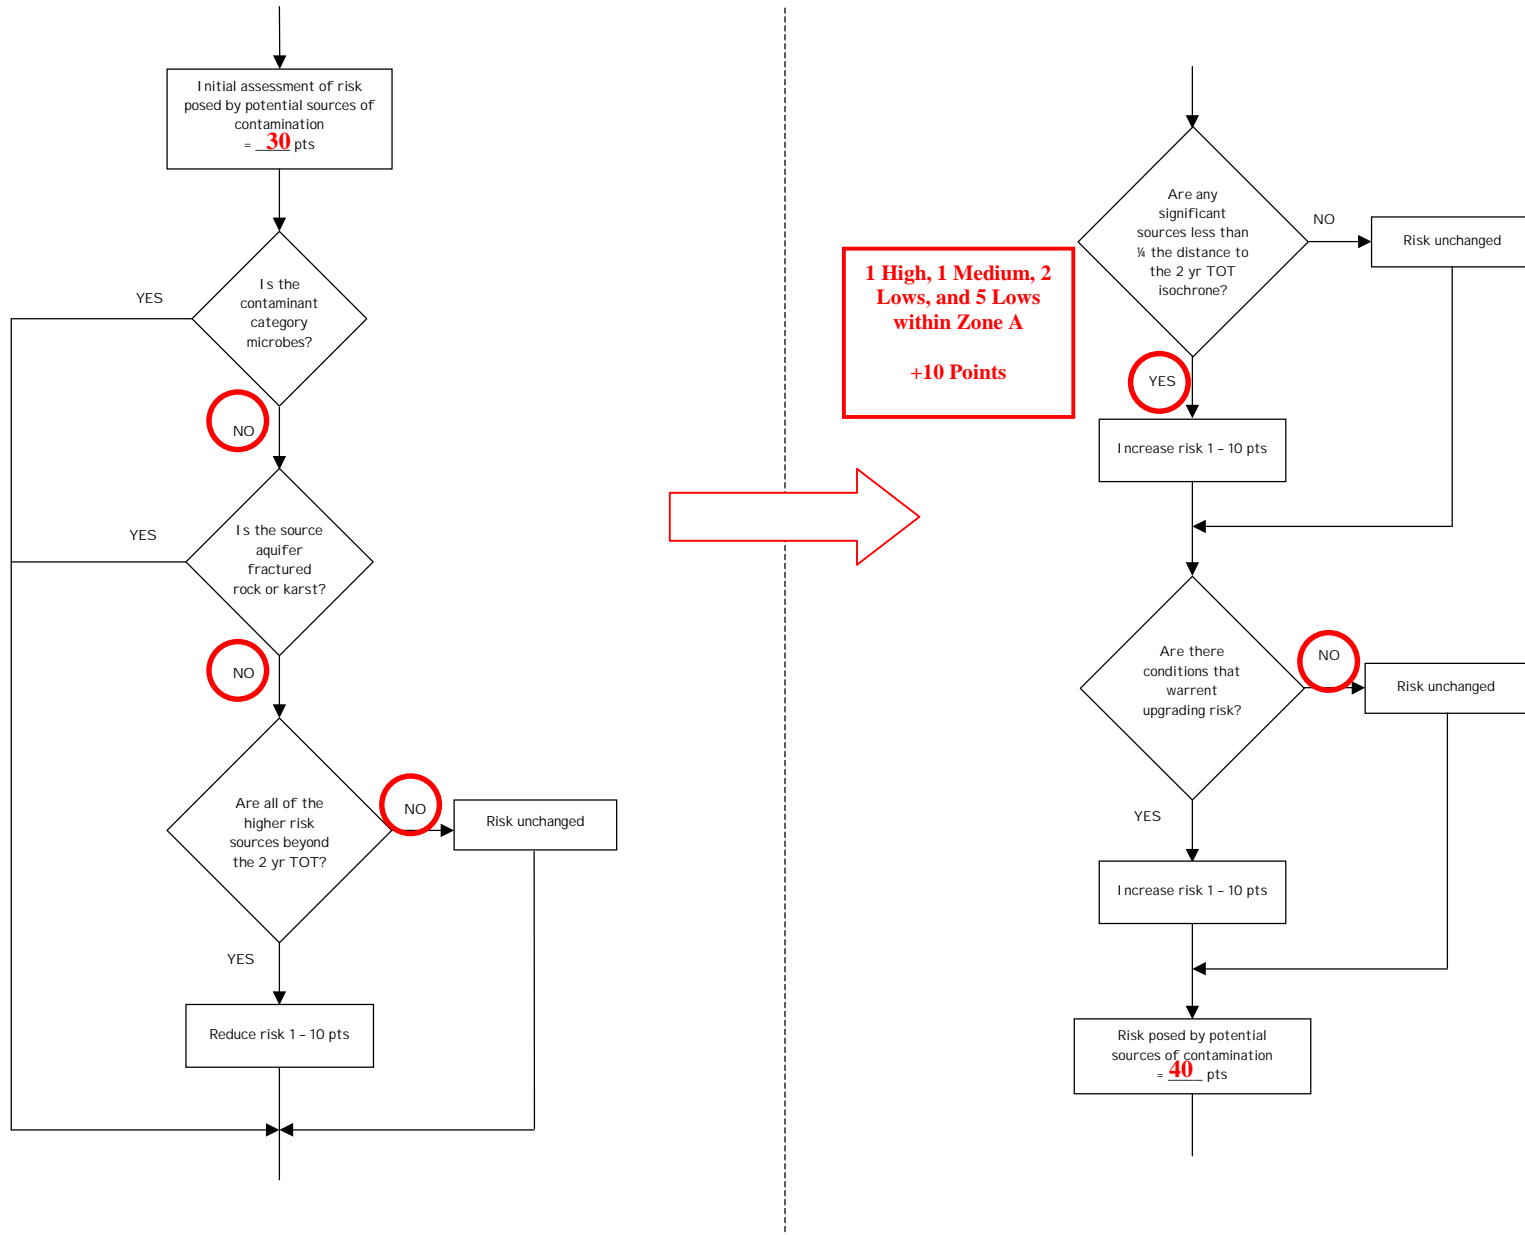 Initial assessment of risk
posed by potential sources of
contamination
= 30 pts
Is the
contaminant
category
microbes?
YES
NO
Is the source
aquifer
fractured
rock or karst?
YES
NO
Are all of the
higher risk
sources beyond
the 2 yr TOT?
NO
Risk unchanged
YES
Reduce risk 1 – 10 pts
Are any
significant
sources less than
¼ the distance to
the 2 yr TOT
isochrone?
NO
Risk unchanged
1 High, 1 Medium, 2
Lows, and 5 Lows
within Zone A
+10 Points
YES
Increase risk 1 – 10 pts
Are there
conditions that
warrent
upgrading risk?
NO
Risk unchanged
YES
Increase risk 1 – 10 pts
Risk posed by potential
sources of contamination
= 40 pts